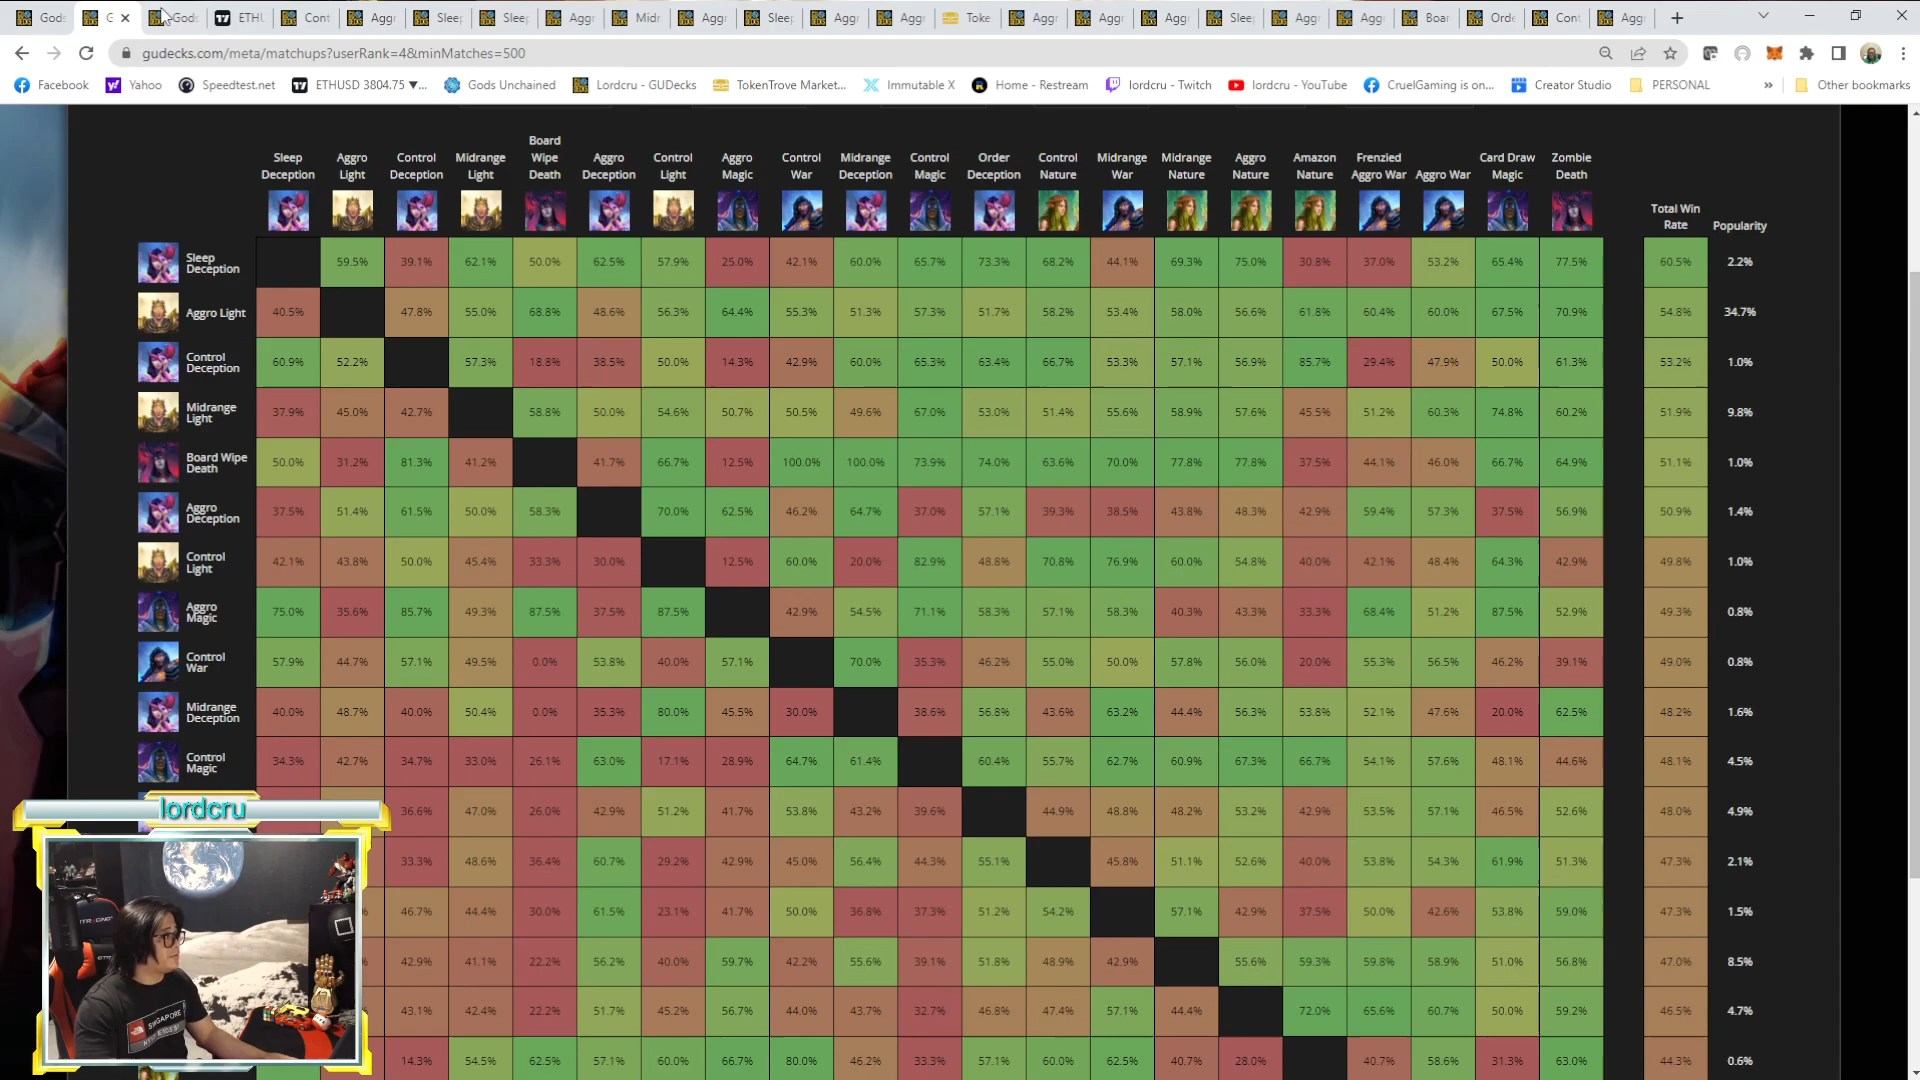 Gods
G
Gods
ETHU
Cont
Aggr
Sleep
Sleep
Aggr
Midr
Aggr
Sleep
Aggr
Aggr
Toke
Aggr
Aggr
Aggr
Sleep
Aggr
Aggr
Boar
Orde
Cont
Aggr
gudecks.com/meta/matchups?userRank=4&minMatches=500
Facebook
Yahoo
Speedtest.net
ETHUSD 3804.75 ▼...
Gods Unchained
Lordcru - GUDecks
TokenTrove Market...
Immutable X
Home - Restream
lordcru - Twitch
lordcru - YouTube
CruelGaming is on...
Creator Studio
PERSONAL
»
Other bookmarks
Sleep Deception
Aggro Light
Control Deception
Midrange Light
Board Wipe Death
Aggro Deception
Control Light
Aggro Magic
Control War
Midrange Deception
Control Magic
Order Deception
Control Nature
Midrange War
Midrange Nature
Aggro Nature
Amazon Nature
Frenzied Aggro War
Aggro War
Card Draw Magic
Zombie Death
Total Win Rate
Popularity
Sleep Deception 59.5% 39.1% 62.1% 50.0% 62.5% 57.9% 25.0% 42.1% 60.0% 65.7% 73.3% 68.2% 44.1% 69.3% 75.0% 30.8% 37.0% 53.2% 65.4% 77.5% 60.5% 2.2%
Aggro Light 40.5% 47.8% 55.0% 68.8% 48.6% 56.3% 64.4% 55.3% 51.3% 57.3% 51.7% 58.2% 53.4% 58.0% 56.6% 61.8% 60.4% 60.0% 67.5% 70.9% 54.8% 34.7%
Control Deception 60.9% 52.2% 57.3% 18.8% 38.5% 50.0% 14.3% 42.9% 60.0% 65.3% 63.4% 66.7% 53.3% 57.1% 56.9% 85.7% 29.4% 47.9% 50.0% 61.3% 53.2% 1.0%
Midrange Light 37.9% 45.0% 42.7% 58.8% 50.0% 54.6% 50.7% 50.5% 49.6% 67.0% 53.0% 51.4% 55.6% 58.9% 57.6% 45.5% 51.2% 60.3% 74.8% 60.2% 51.9% 9.8%
Board Wipe Death 50.0% 31.2% 81.3% 41.2% 41.7% 66.7% 12.5% 100.0% 100.0% 73.9% 74.0% 63.6% 70.0% 77.8% 77.8% 37.5% 44.1% 46.0% 66.7% 64.9% 51.1% 1.0%
Aggro Deception 37.5% 51.4% 61.5% 50.0% 58.3% 70.0% 62.5% 46.2% 64.7% 37.0% 57.1% 39.3% 38.5% 43.8% 48.3% 42.9% 59.4% 57.3% 37.5% 56.9% 50.9% 1.4%
Control Light 42.1% 43.8% 50.0% 45.4% 33.3% 30.0% 12.5% 60.0% 20.0% 82.9% 48.8% 70.8% 76.9% 60.0% 54.8% 40.0% 42.1% 48.4% 64.3% 42.9% 49.8% 1.0%
Aggro Magic 75.0% 35.6% 85.7% 49.3% 87.5% 37.5% 87.5% 42.9% 54.5% 71.1% 58.3% 57.1% 58.3% 40.3% 43.3% 33.3% 68.4% 51.2% 87.5% 52.9% 49.3% 0.8%
Control War 57.9% 44.7% 57.1% 49.5% 0.0% 53.8% 40.0% 57.1% 70.0% 35.3% 46.2% 55.0% 50.0% 57.8% 56.0% 20.0% 55.3% 56.5% 46.2% 39.1% 49.0% 0.8%
Midrange Deception 40.0% 48.7% 40.0% 50.4% 0.0% 35.3% 80.0% 45.5% 30.0% 38.6% 56.8% 43.6% 63.2% 44.4% 56.3% 53.8% 52.1% 47.6% 20.0% 62.5% 48.2% 1.6%
Control Magic 34.3% 42.7% 34.7% 33.0% 26.1% 63.0% 17.1% 28.9% 64.7% 61.4% 60.4% 55.7% 62.7% 60.9% 67.3% 66.7% 54.1% 57.6% 48.1% 44.6% 48.1% 4.5%
lordcru
36.6% 47.0% 26.0% 42.9% 51.2% 41.7% 53.8% 43.2% 39.6% 44.9% 48.8% 48.2% 53.2% 42.9% 53.5% 57.1% 46.5% 52.6% 48.0% 4.9%
33.3% 48.6% 36.4% 60.7% 29.2% 42.9% 45.0% 56.4% 44.3% 55.1% 45.8% 51.1% 52.6% 40.0% 53.8% 54.3% 61.9% 51.3% 47.3% 2.1%
46.7% 44.4% 30.0% 61.5% 23.1% 41.7% 50.0% 36.8% 37.3% 51.2% 54.2% 57.1% 42.9% 37.5% 50.0% 42.6% 53.8% 59.0% 47.3% 1.5%
42.9% 41.1% 22.2% 56.2% 40.0% 59.7% 42.2% 55.6% 39.1% 51.8% 48.9% 42.9% 55.6% 59.3% 59.8% 58.9% 51.0% 56.8% 47.0% 8.5%
43.1% 42.4% 22.2% 51.7% 45.2% 56.7% 44.0% 43.7% 32.7% 46.8% 47.4% 57.1% 44.4% 72.0% 65.6% 60.7% 50.0% 59.2% 46.5% 4.7%
14.3% 54.5% 62.5% 57.1% 60.0% 66.7% 80.0% 46.2% 33.3% 57.1% 60.0% 62.5% 40.7% 28.0% 40.7% 58.6% 31.3% 63.0% 44.3% 0.6%
SINGAPORE